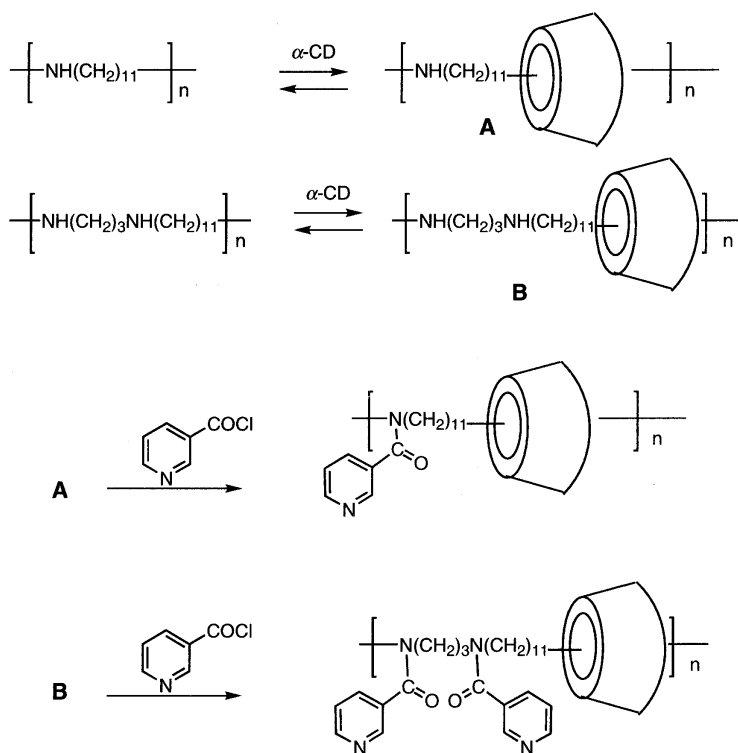 α-CD
NH(CH₂)₁₁ n NH(CH₂)₁₁ n
A
α-CD
NH(CH₂)₃NH(CH₂)₁₁ n NH(CH₂)₃NH(CH₂)₁₁ n
B
COCl
N
A
N(CH₂)₁₁ n
C
O
N
COCl
N
B
N(CH₂)₃N(CH₂)₁₁ n
C O O C
N N